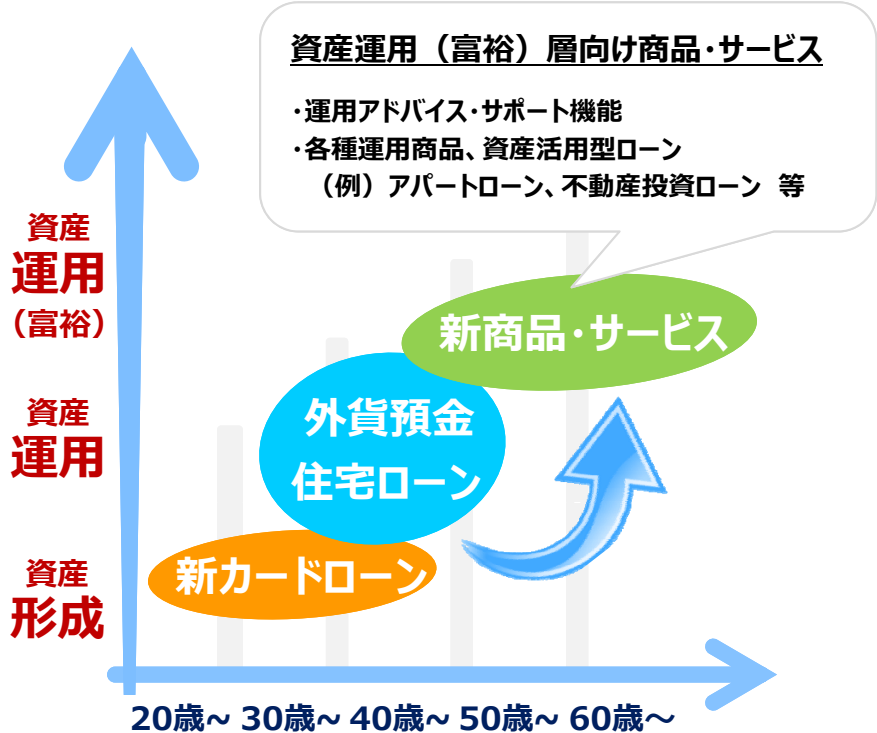 資産運用（富裕）層向け商品・サービス
・運用アドバイス・サポート機能
・各種運用商品、資産活用型ローン
（例）アパートローン、不動産投資ローン 等
資産
運用
（富裕）
新商品・サービス
資産
運用
外貨預金
住宅ローン
資産
形成
新カードローン
20歳~ 30歳~ 40歳~ 50歳~ 60歳～